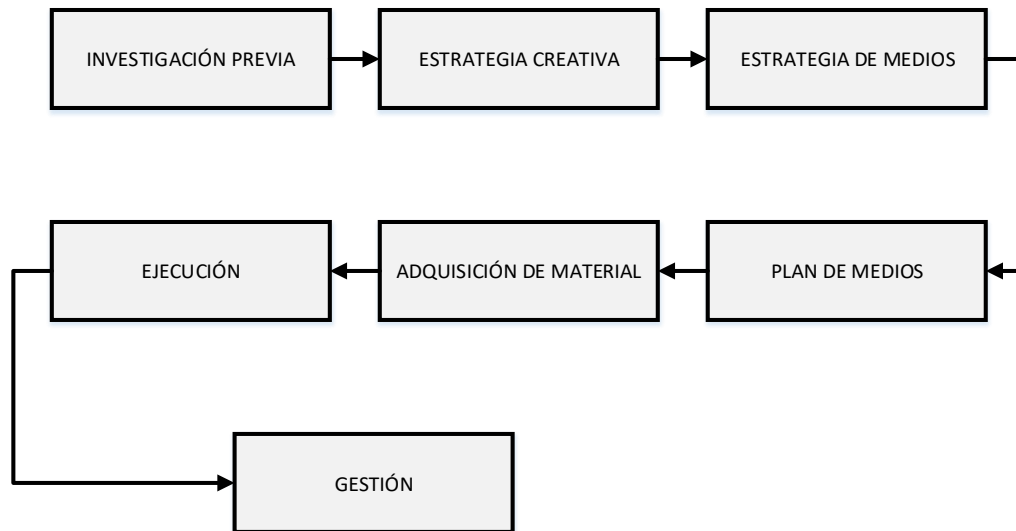 INVESTIGACIÓN PREVIA
ESTRATEGIA CREATIVA
ESTRATEGIA DE MEDIOS
EJECUCIÓN
ADQUISICIÓN DE MATERIAL
PLAN DE MEDIOS
GESTIÓN